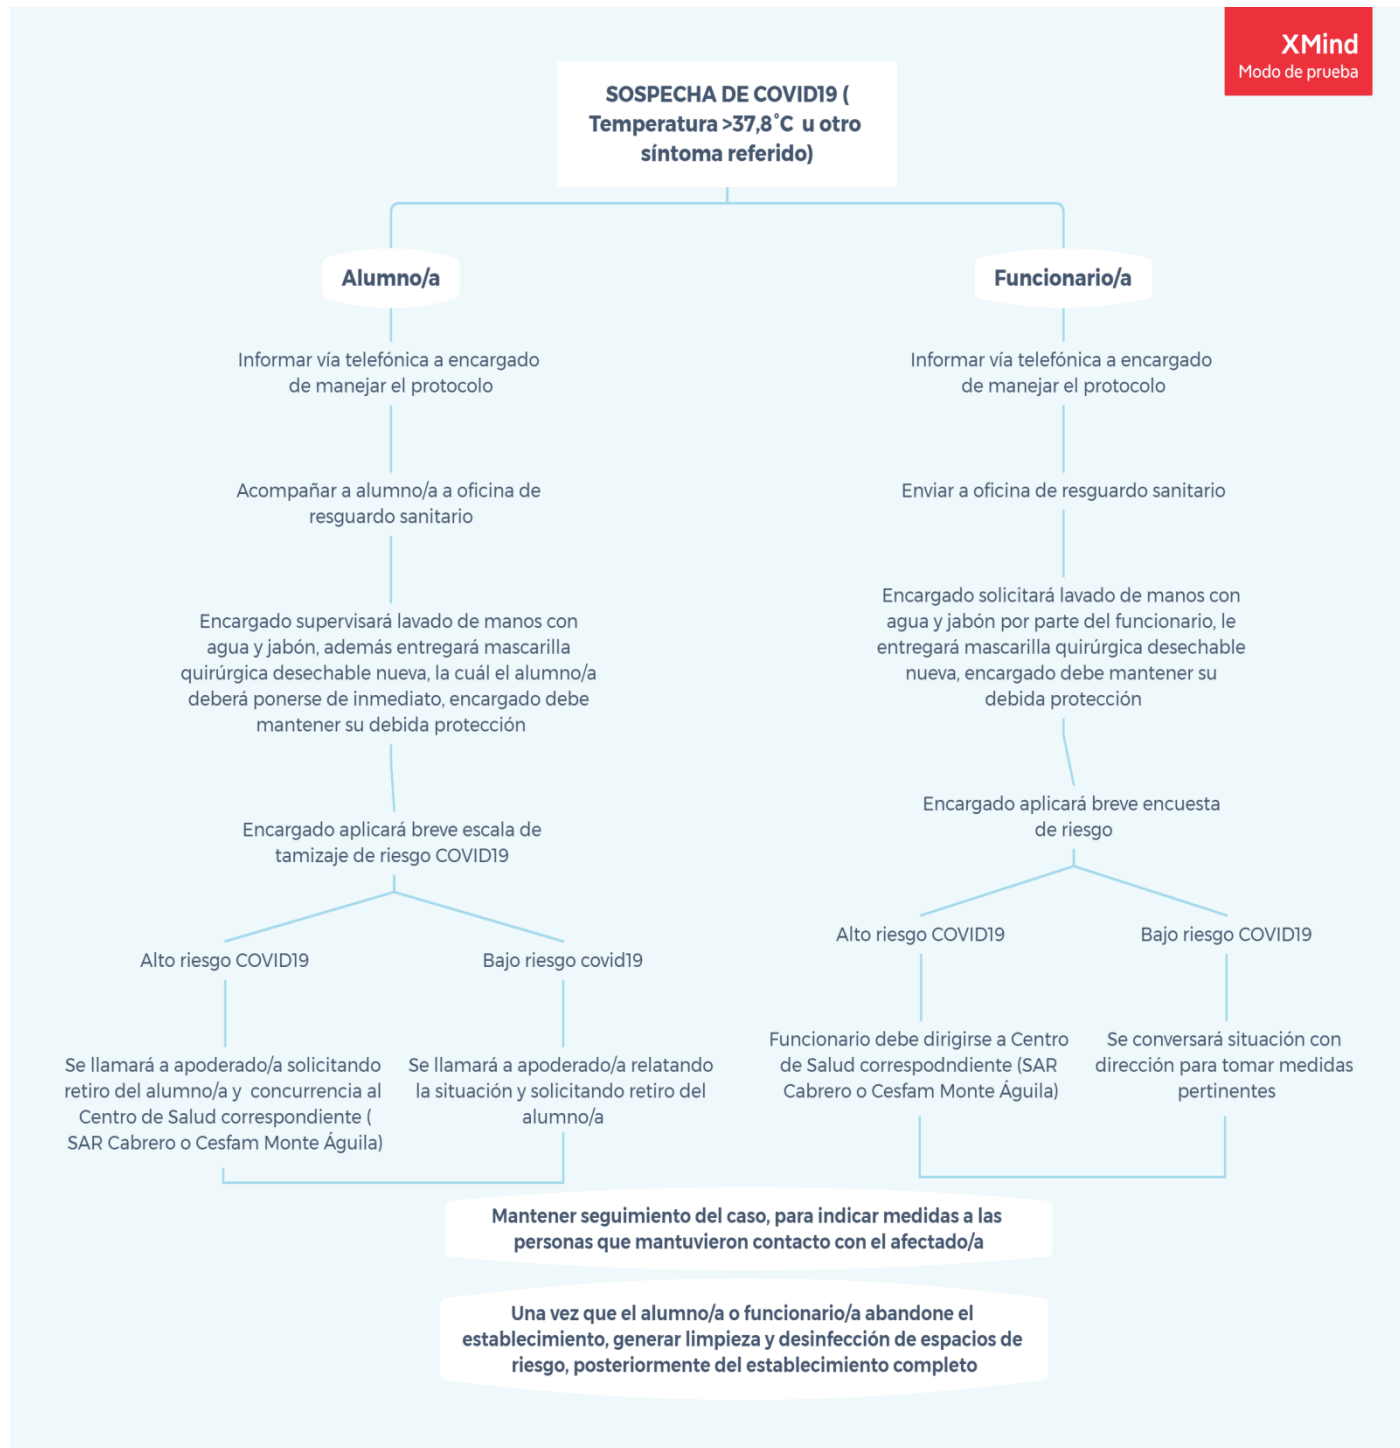 XMind
Modo de prueba
SOSPECHA DE COVID19 (
Temperatura >37,8˚C u otro
síntoma referido)
Alumno/a
Informar vía telefónica a encargado
de manejar el protocolo
Acompañar a alumno/a a oficina de
resguardo sanitario
Encargado supervisará lavado de manos con
agua y jabón, además entregará mascarilla
quirúrgica desechable nueva, la cuál el alumno/a
deberá ponerse de inmediato, encargado debe
mantener su debida protección
Encargado aplicará breve escala de
tamizaje de riesgo COVID19
Alto riesgo COVID19
Se llamará a apoderado/a solicitando
retiro del alumno/a y concurrencia al
Centro de Salud correspondiente (
SAR Cabrero o Cesfam Monte Águila)
Bajo riesgo covid19
Se llamará a apoderado/a relatando
la situación y solicitando retiro del
alumno/a
Funcionario/a
Informar vía telefónica a encargado
de manejar el protocolo
Enviar a oficina de resguardo sanitario
Encargado solicitará lavado de manos con
agua y jabón por parte del funcionario, le
entregará mascarilla quirúrgica desechable
nueva, encargado debe mantener su
debida protección
Encargado aplicará breve encuesta
de riesgo
Alto riesgo COVID19
Funcionario debe dirigirse a Centro
de Salud correspodndiente (SAR
Cabrero o Cesfam Monte Águila)
Bajo riesgo COVID19
Se conversará situación con
dirección para tomar medidas
pertinentes
Mantener seguimiento del caso, para indicar medidas a las
personas que mantuvieron contacto con el afectado/a
Una vez que el alumno/a o funcionario/a abandone el
establecimiento, generar limpieza y desinfección de espacios de
riesgo, posteriormente del establecimiento completo